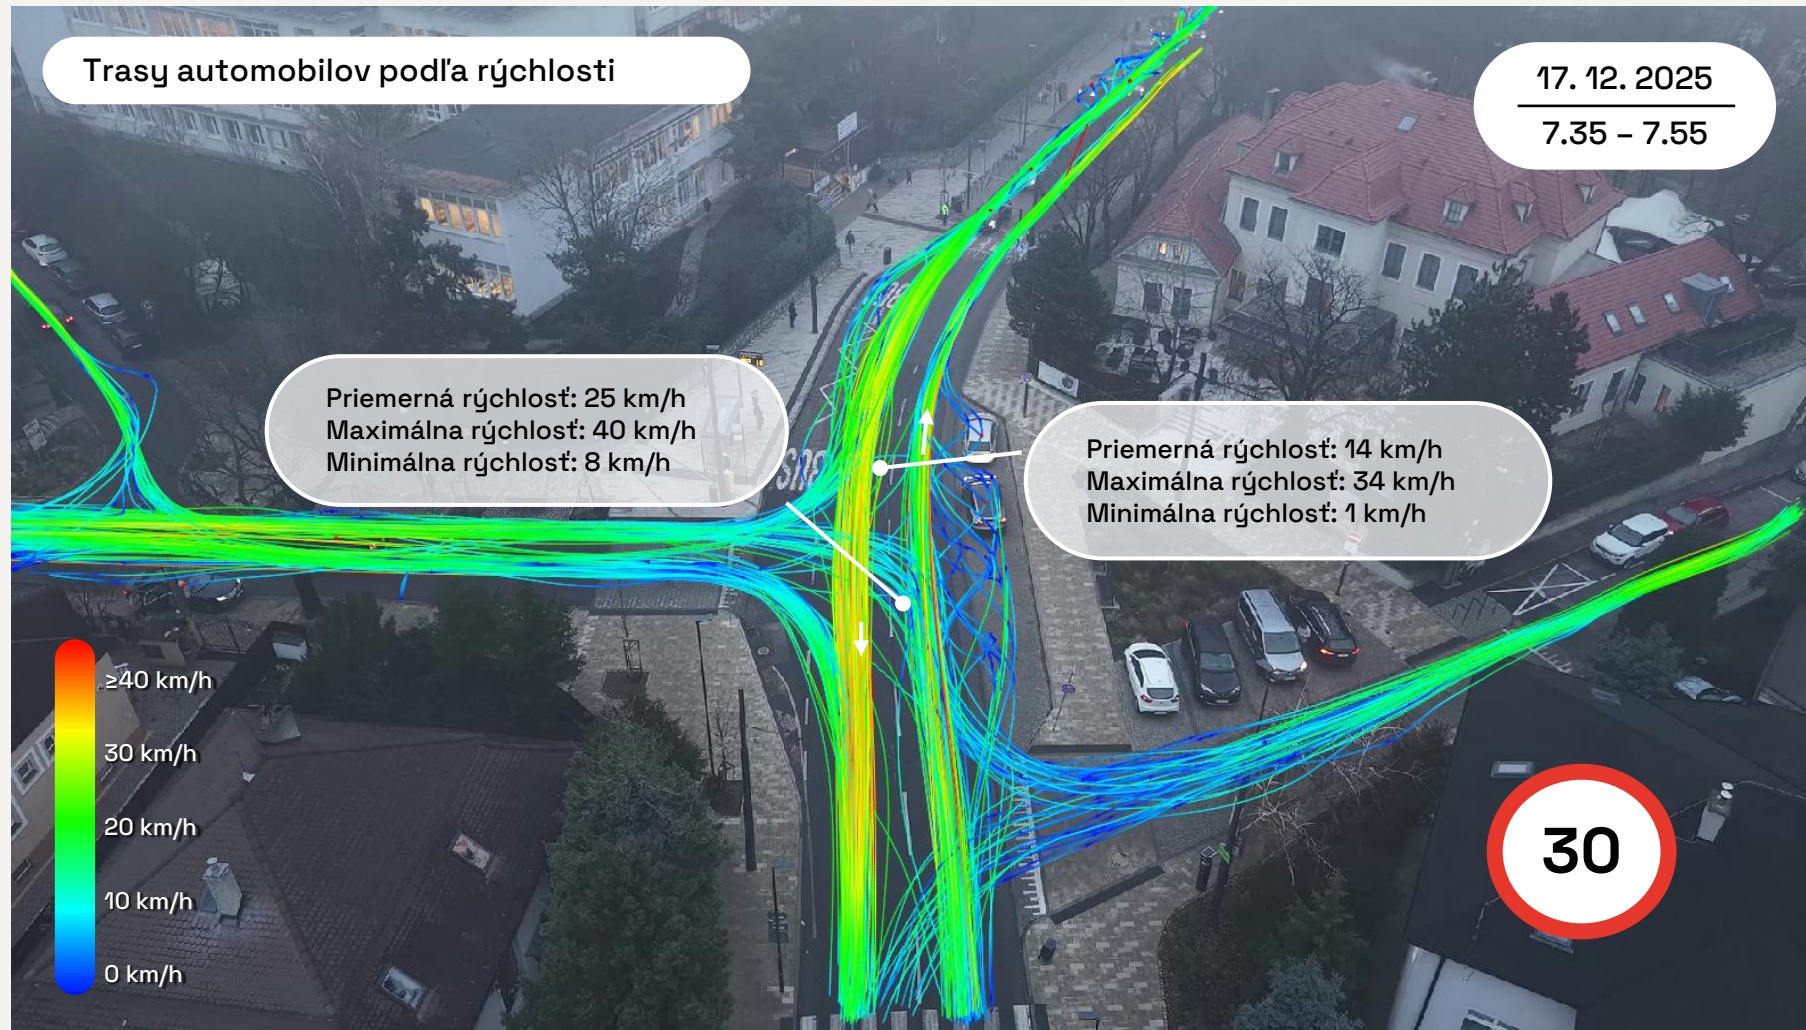 Trasy automobilov podľa rýchlosti
17. 12. 2025
7.35 – 7.55
Priemerná rýchlosť: 25 km/h
Maximálna rýchlosť: 40 km/h
Minimálna rýchlosť: 8 km/h
Priemerná rýchlosť: 14 km/h
Maximálna rýchlosť: 34 km/h
Minimálna rýchlosť: 1 km/h
≥40 km/h
30 km/h
20 km/h
10 km/h
0 km/h
30
BUS